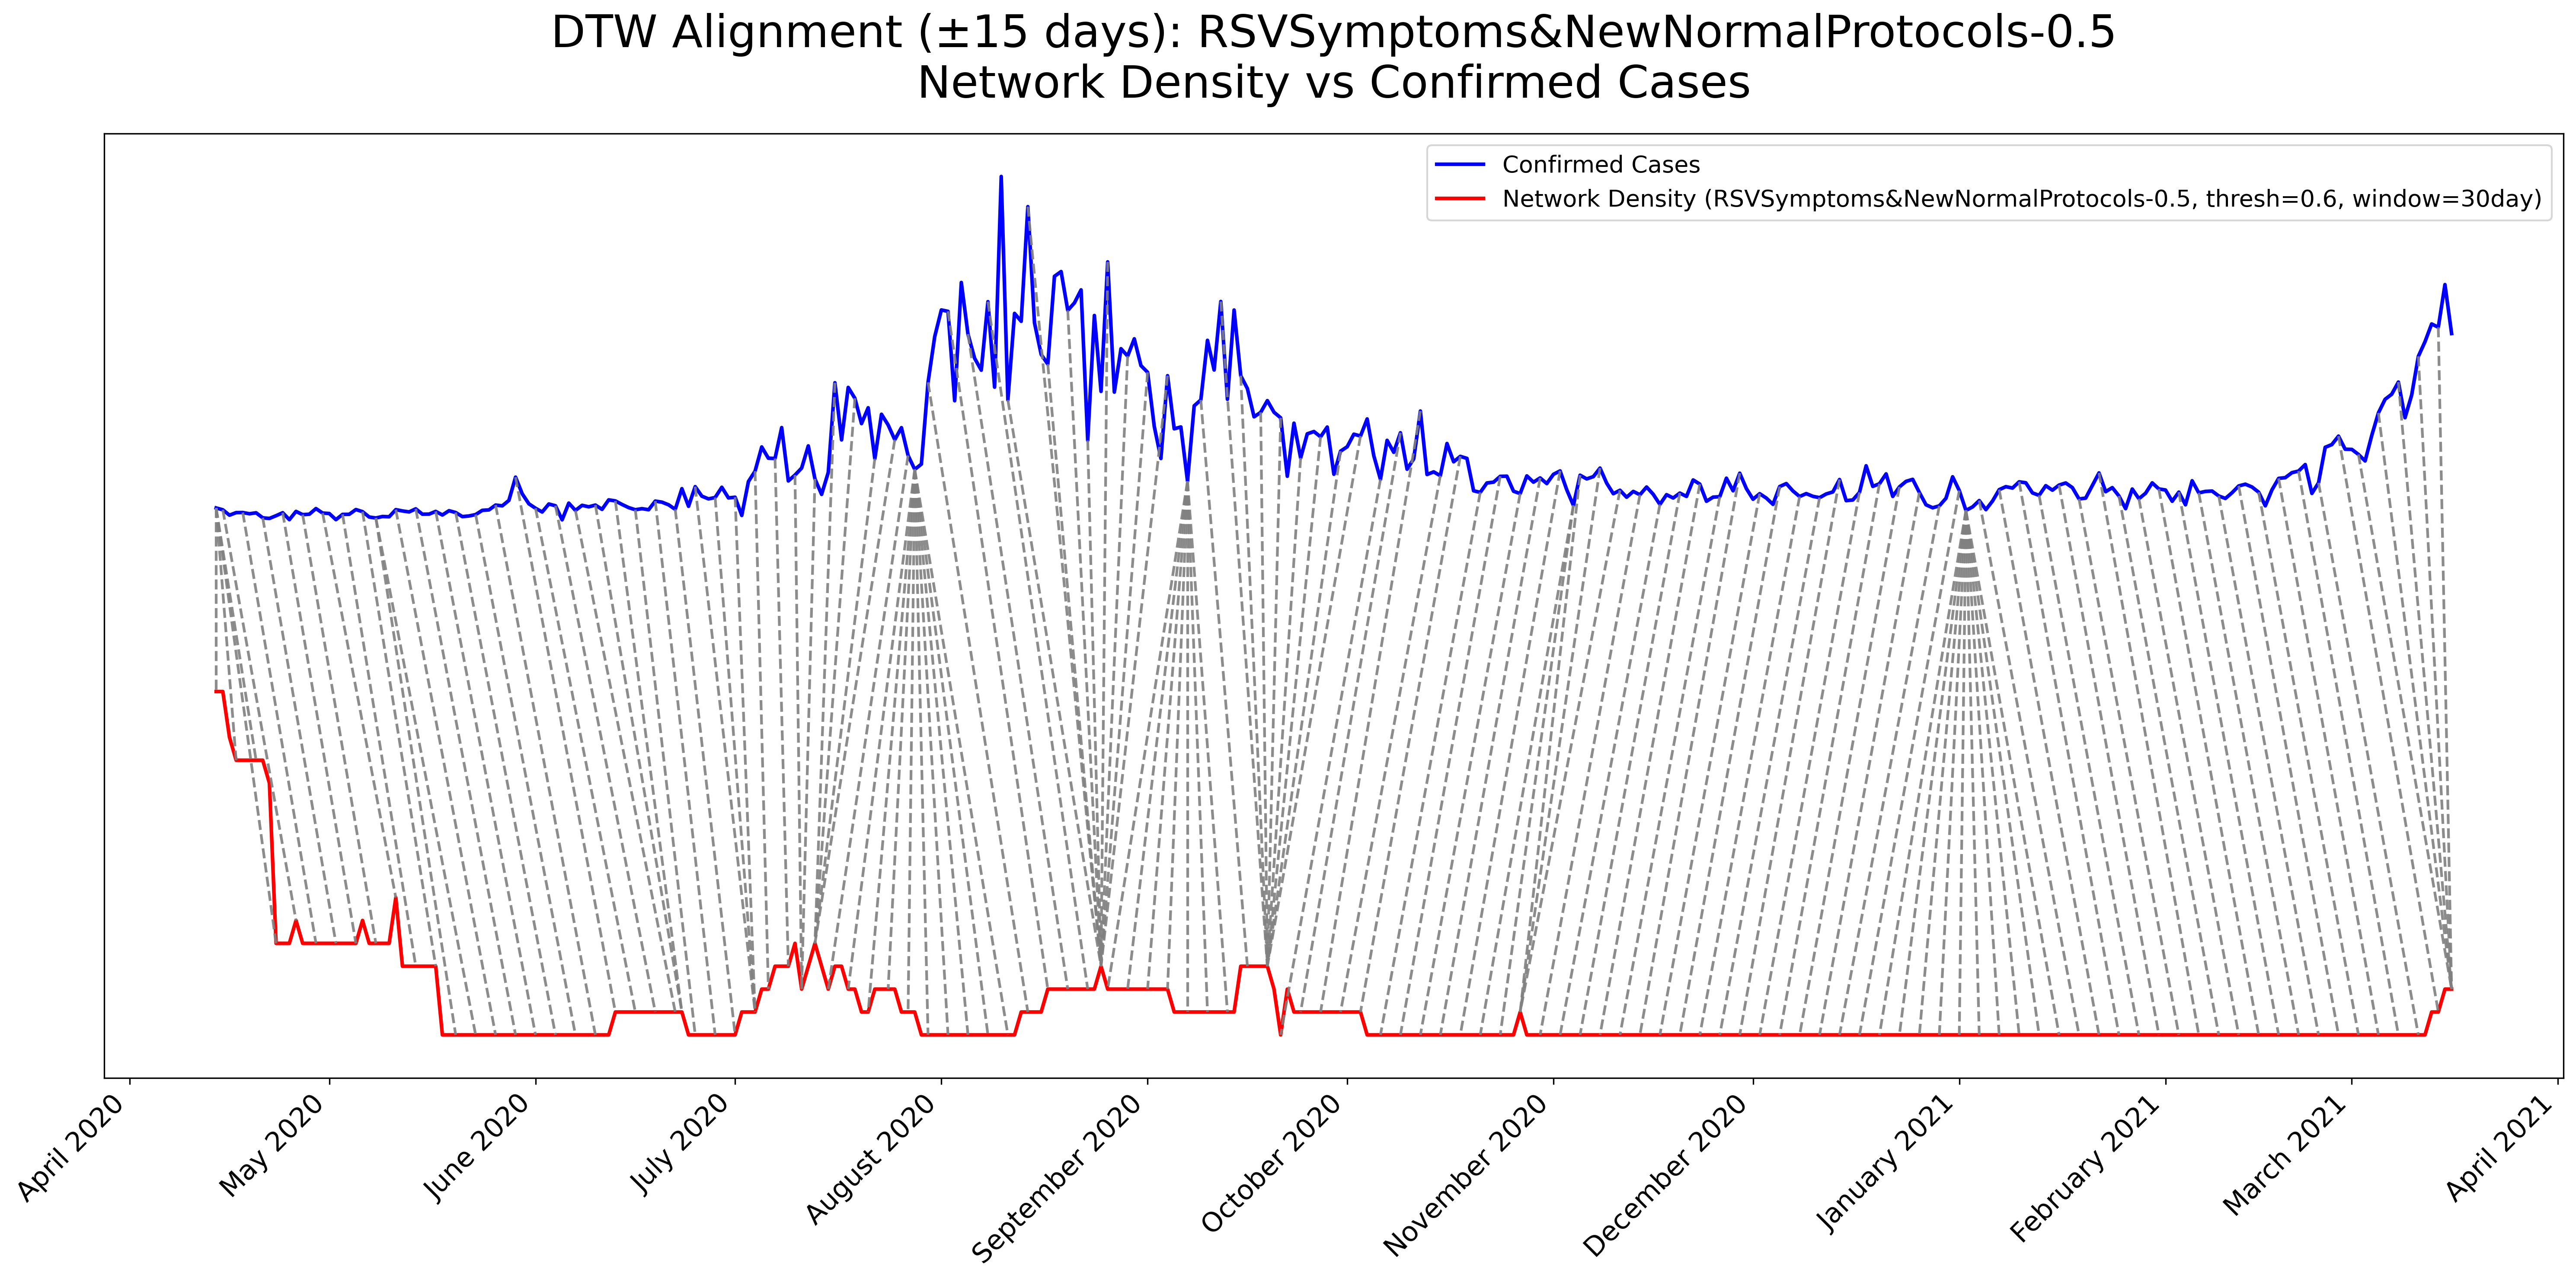 DTW Alignment (±15 days): RSVSymptoms&NewNormalProtocols-0.5
Network Density vs Confirmed Cases
Confirmed Cases
Network Density (RSVSymptoms&NewNormalProtocols-0.5, thresh=0.6, window=30day)
April 2020
May 2020
June 2020
July 2020
August 2020
September 2020
October 2020
November 2020
December 2020
January 2021
February 2021
March 2021
April 2021